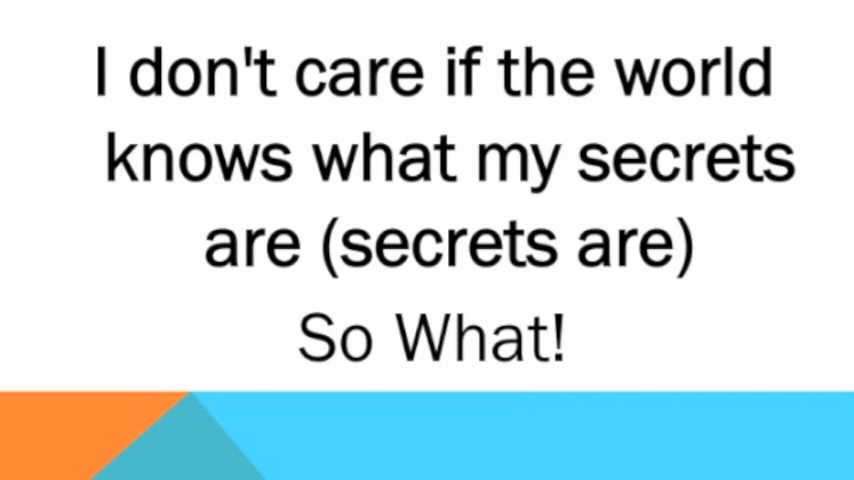 I don't care if the world
knows what my secrets
are (secrets are)
So What!